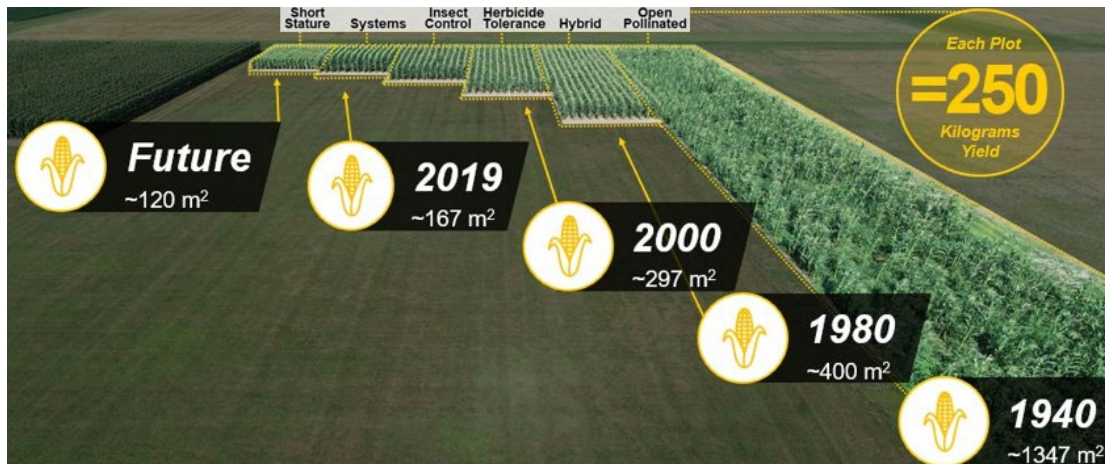 Short
Stature
Systems
Insect
Control
Herbicide
Tolerance
Hybrid
Open
Pollinated
Each Plot
=250
Kilograms
Yield
Future
~120 m²
2019
~167 m²
2000
~297 m²
1980
~400 m²
1940
~1347 m²